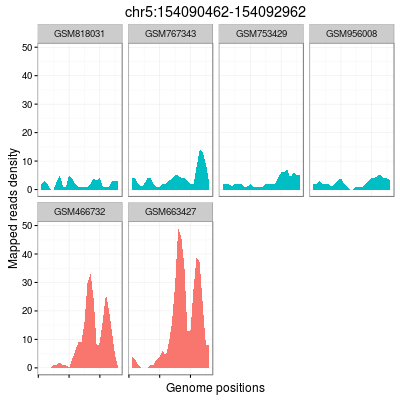 chr5:154090462-154092962
GSM818031 GSM767343 GSM753429 GSM956008
50
40
30
20
10
0
Mapped reads density
GSM466732 GSM663427
50
40
30
20
10
0
Genome positions